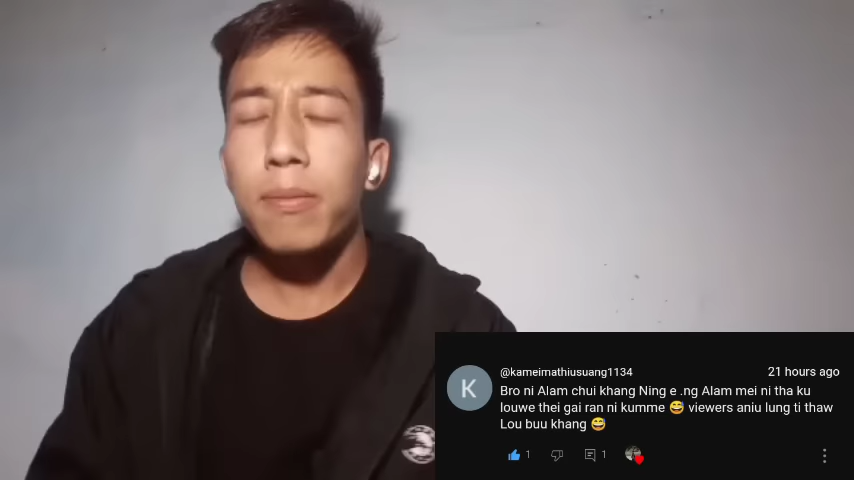 @kameimathiusuang1134 21 hours ago
K
Bro ni Alam chui khang Ning e .ng Alam mei ni tha ku
louwe thei gai ran ni kumme 😅 viewers aniu lung ti thaw
Lou buu khang 😅
1 1